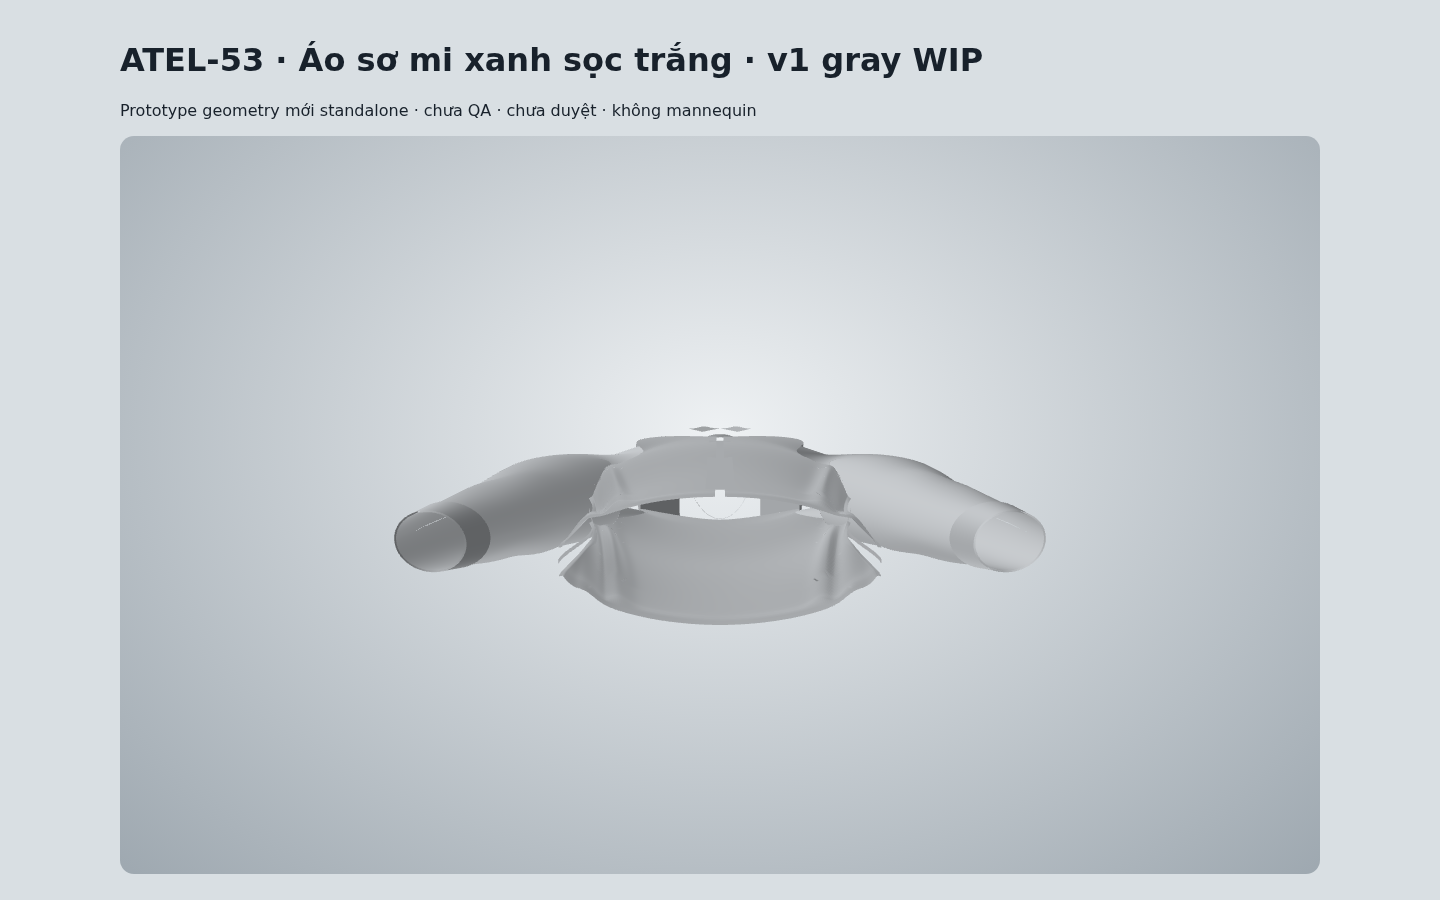 ATEL-53 · Áo sơ mi xanh sọc trắng · v1 gray WIP
Prototype geometry mới standalone · chưa QA · chưa duyệt · không mannequin